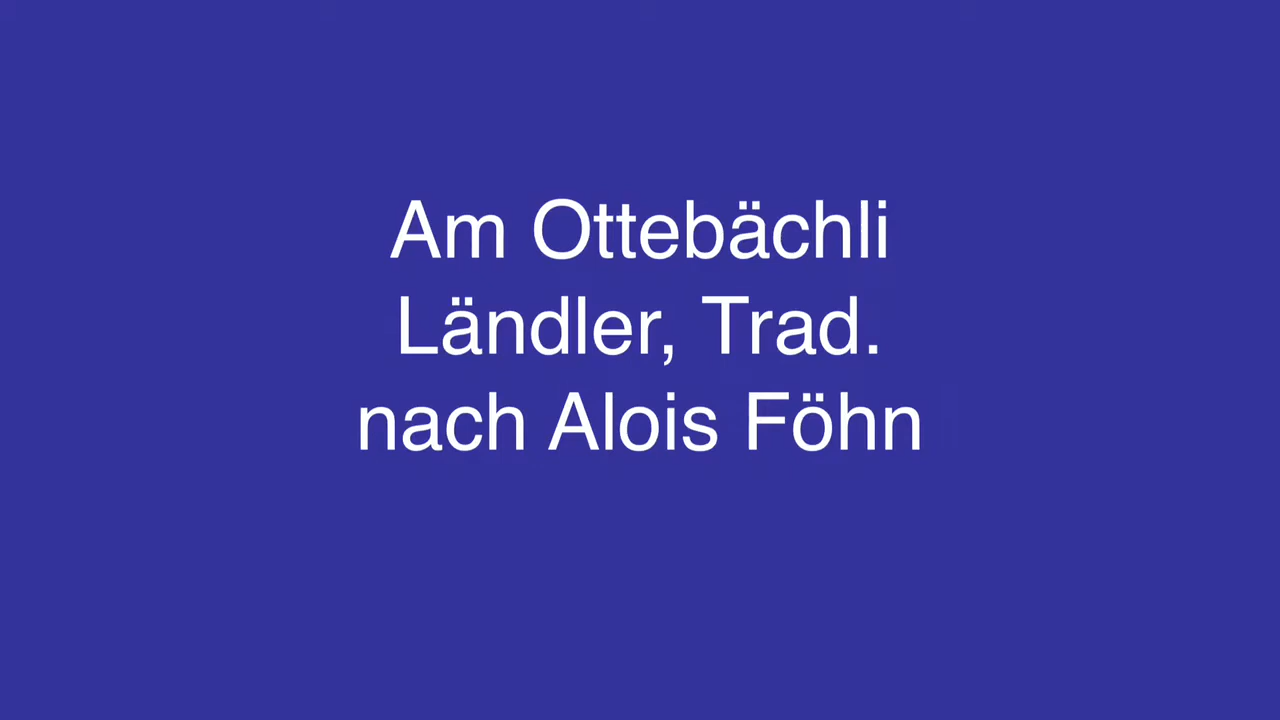 Am Ottebächli
Ländler, Trad.
nach Alois Föhn